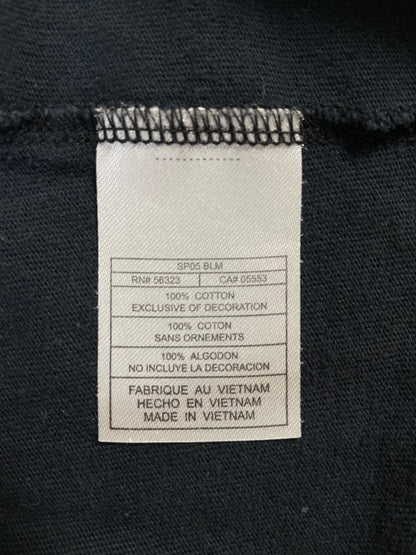 SP05 BLM
RN# 56323 CA# 05553
100% COTTON
EXCLUSIVE OF DECORATION
100% COTON
SANS ORNEMENTS
100% ALGODON
NO INCLUYE LA DECORACION
FABRIQUE AU VIETNAM
HECHO EN VIETNAM
MADE IN VIETNAM